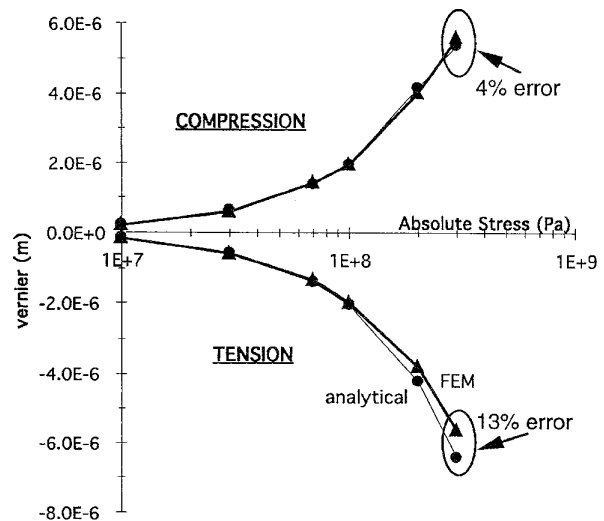 6.0E-6
4% error
4.0E-6
COMPRESSION
2.0E-6
Absolute Stress (Pa)
0.0E+0
1E+7
1E+8
1E+9
vernier (m)
-2.0E-6
TENSION
-4.0E-6
FEM
analytical
13% error
-6.0E-6
-8.0E-6